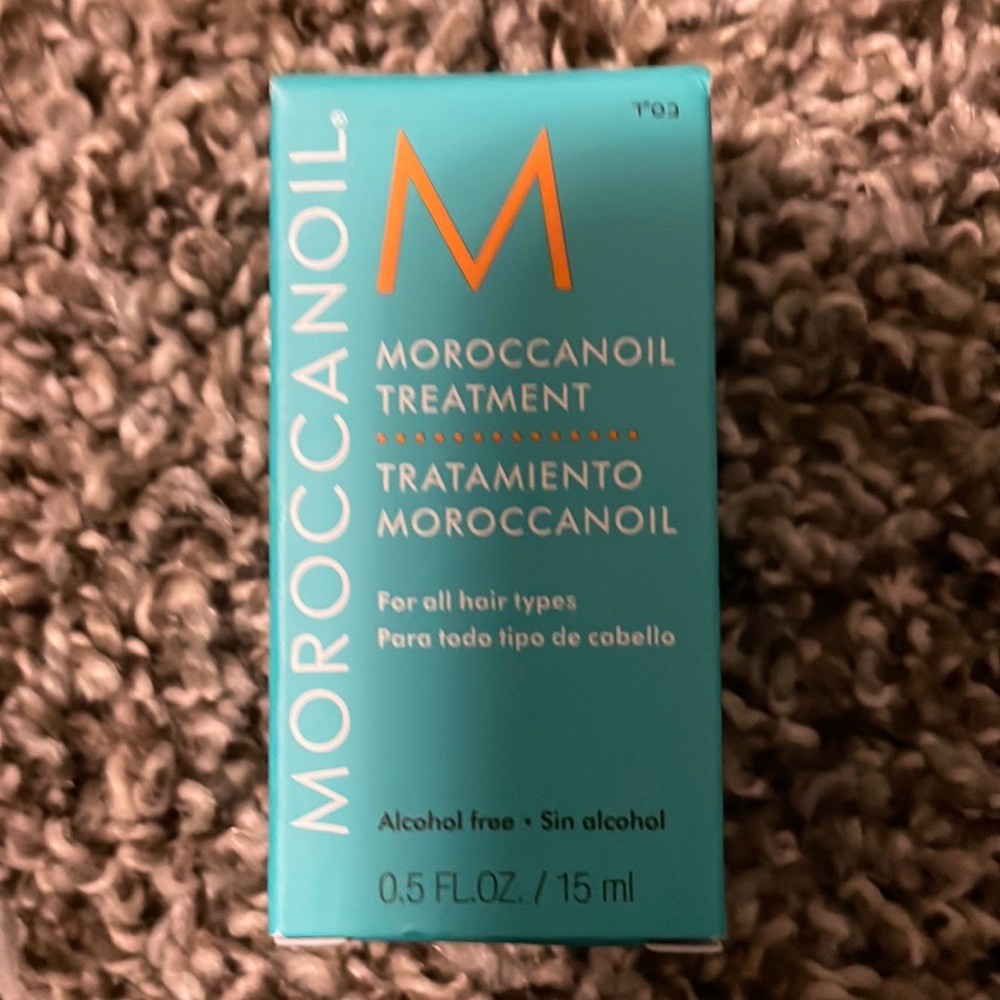 MOROCCANOIL®
M
MOROCCANOIL
TREATMENT
TRATAMIENTO
MOROCCANOIL
For all hair types
Para todo tipo de cabello
Alcohol free • Sin alcohol
0.5 FL.OZ. / 15 ml